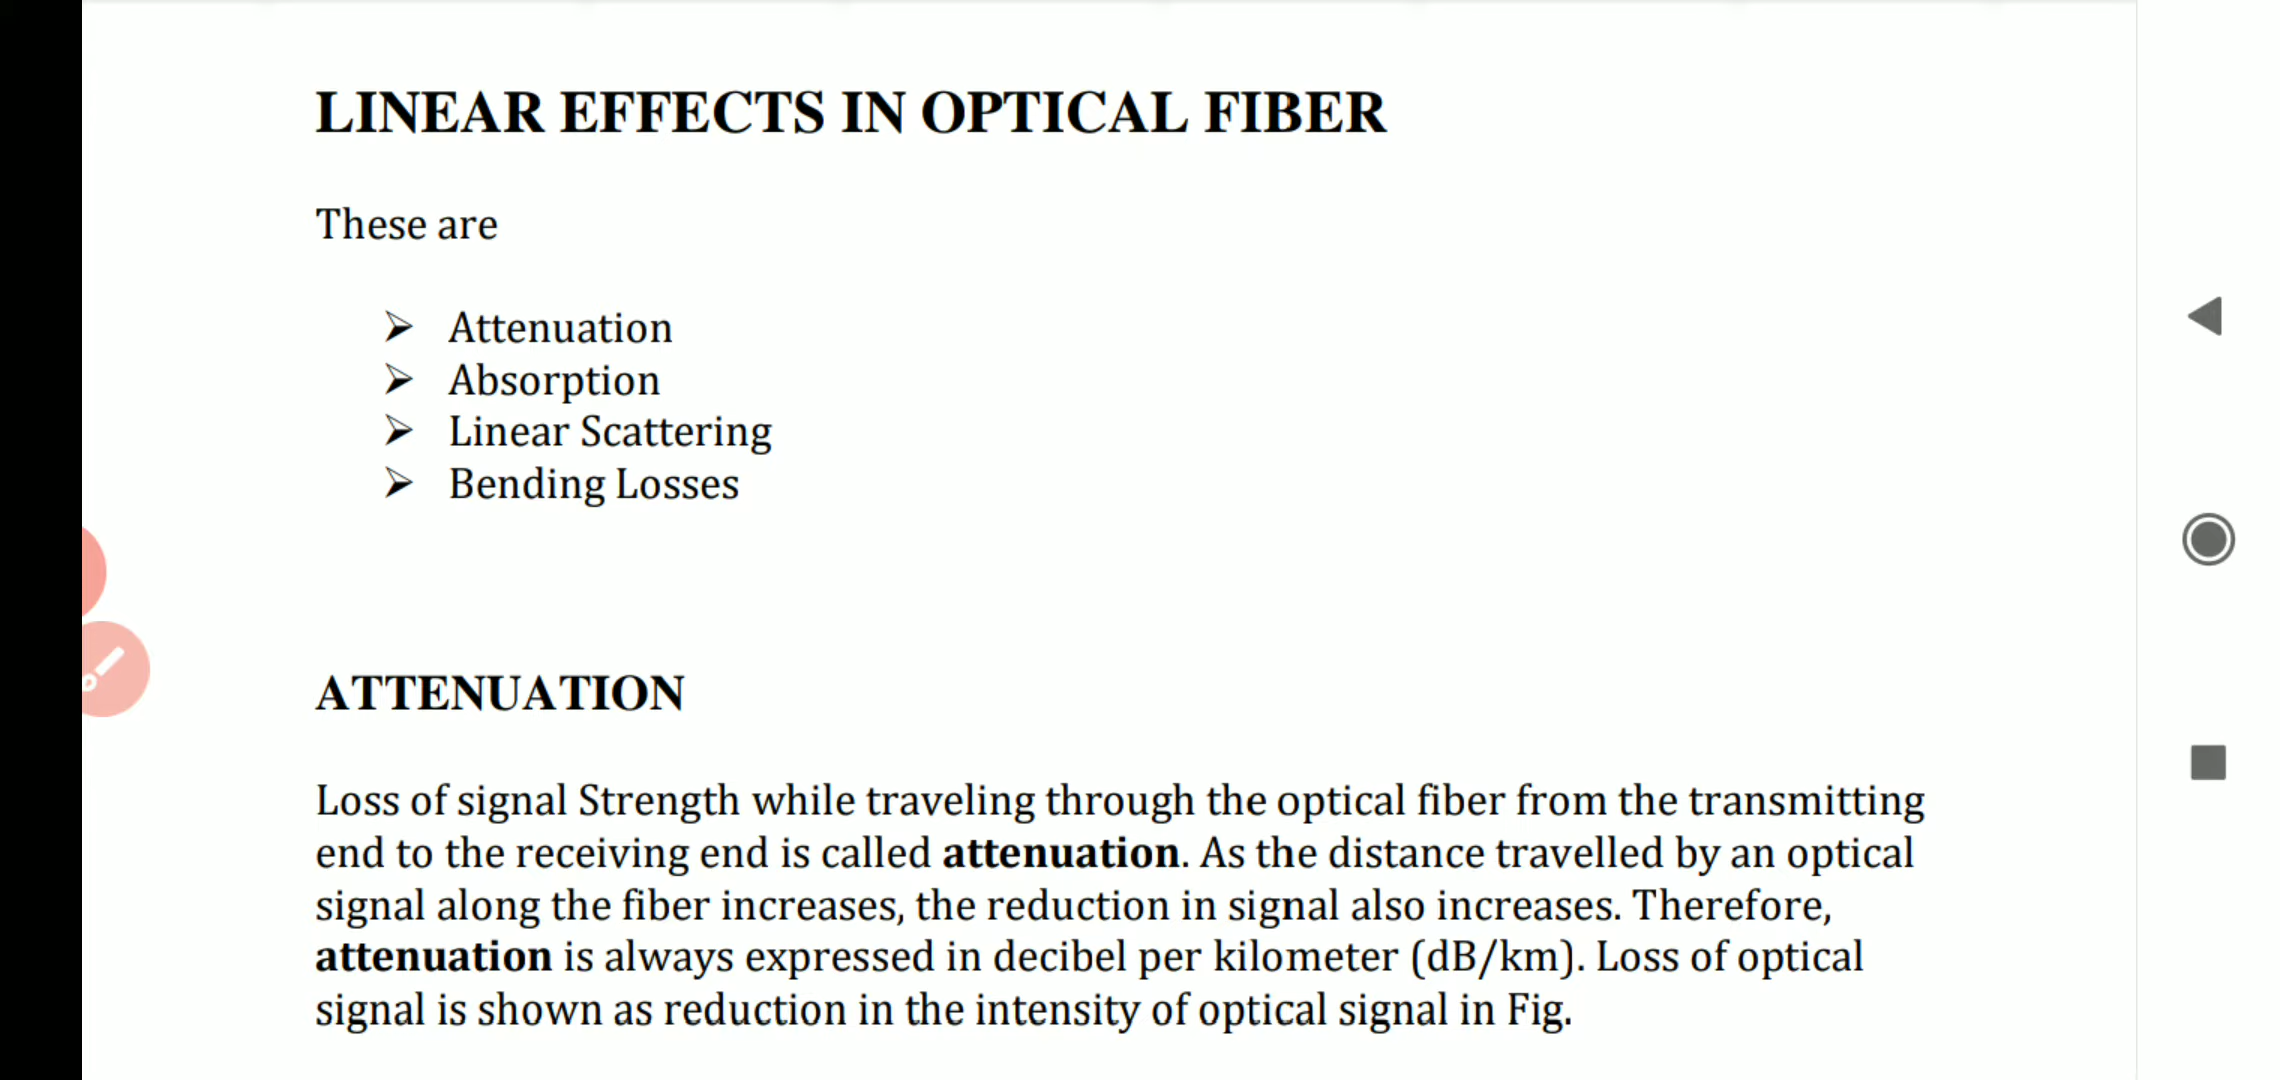 LINEAR EFFECTS IN OPTICAL FIBER
These are
➢ Attenuation
➢ Absorption
➢ Linear Scattering
➢ Bending Losses
ATTENUATION
Loss of signal Strength while traveling through the optical fiber from the transmitting
end to the receiving end is called attenuation. As the distance travelled by an optical
signal along the fiber increases, the reduction in signal also increases. Therefore,
attenuation is always expressed in decibel per kilometer (dB/km). Loss of optical
signal is shown as reduction in the intensity of optical signal in Fig.